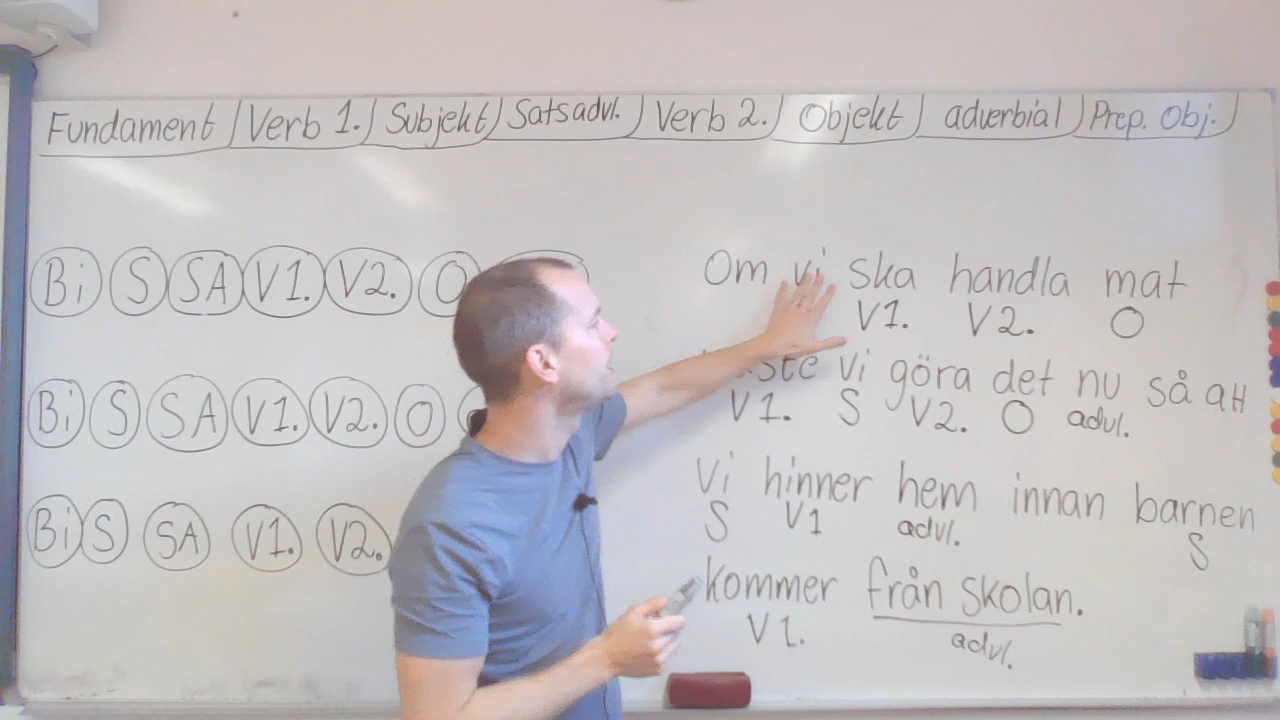 Fundament Verb 1. Subjekt Satsadvl. Verb 2. Objekt adverbial Prep. Obj.
Bi S SA V1. V2. O
Bi S SA V1. V2. O
Bi S SA V1. V2.
Om vi ska handla mat
V1. V2. O
vi göra det nu så att
V1. S V2. O advl.
Vi hinner hem innan barnen
S V1 advl. S
kommer från skolan.
V1. advl.